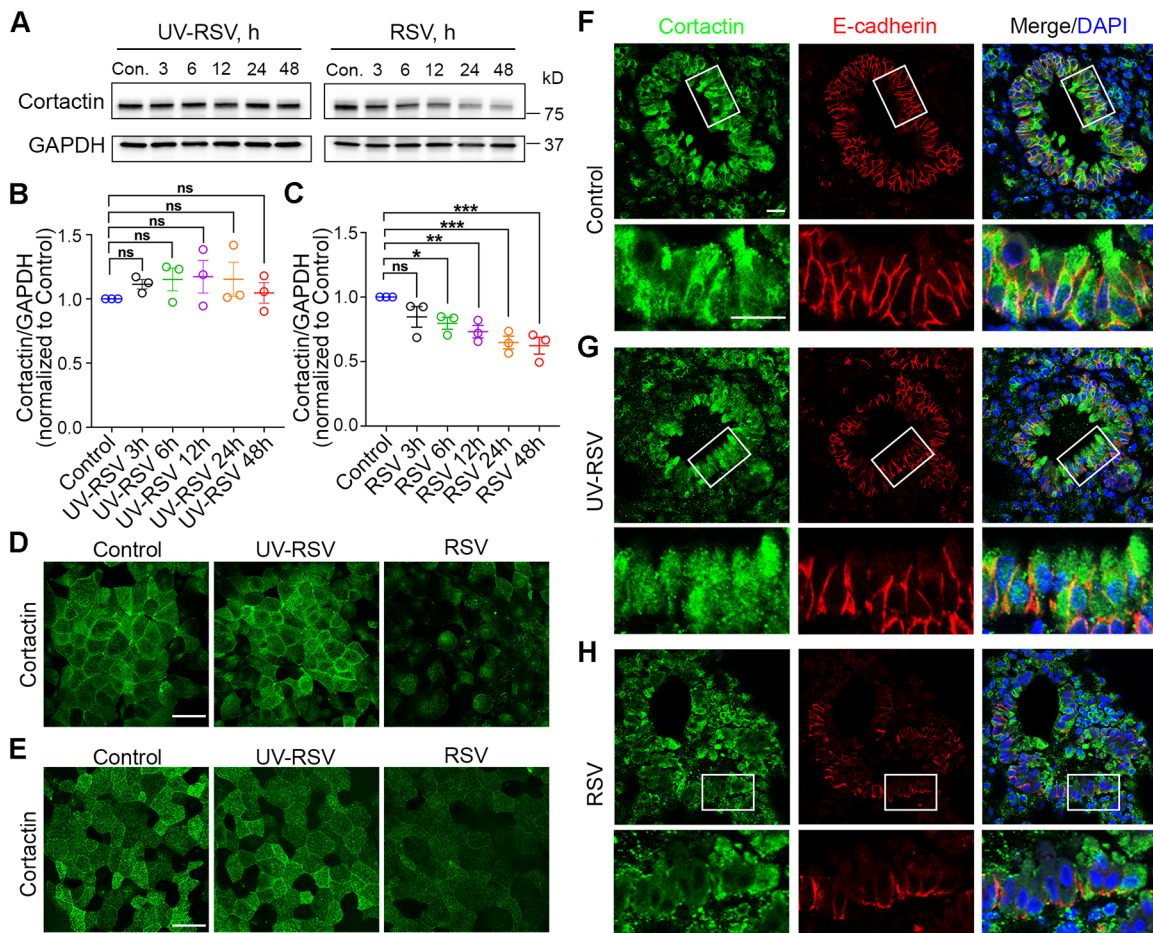 A
UV-RSV, h
RSV, h
Con. 3 6 12 24 48
Con. 3 6 12 24 48
kD
Cortactin
75
GAPDH
37
B
ns
ns
ns
ns
ns
Cortactin/GAPDH
(normalized to Control)
1.5
1.0
0.5
0.0
Control
UV-RSV 3h
UV-RSV 6h
UV-RSV 12h
UV-RSV 24h
UV-RSV 48h
C
***
***
**
*
ns
Cortactin/GAPDH
(normalized to Control)
1.5
1.0
0.5
0.0
Control
RSV 3h
RSV 6h
RSV 12h
RSV 24h
RSV 48h
D
Control
UV-RSV
RSV
Cortactin
E
Control
UV-RSV
RSV
Cortactin
F
Cortactin
E-cadherin
Merge/DAPI
Control
G
UV-RSV
H
RSV